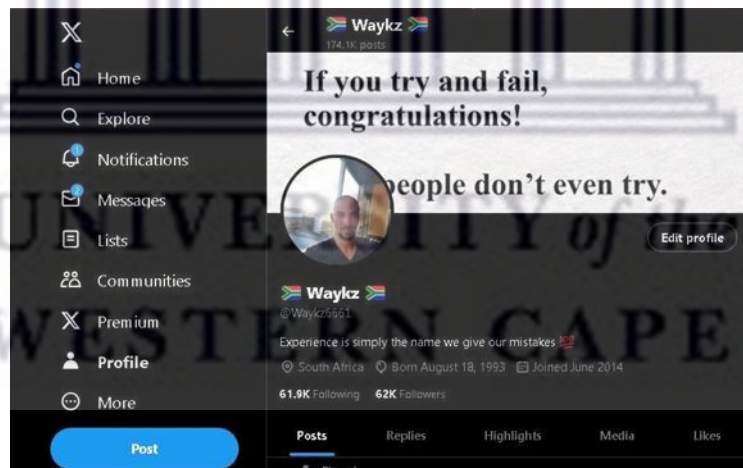 Home
Explore
1
Notifications
2
Messages
Lists
Communities
Premium
Profile
More
Post
Waykz
174.1K posts
If you try and fail,
congratulations!
people don't even try.
Edit profile
Waykz
@Waykz6661
Experience is simply the name we give our mistakes 💯
South Africa Born August 18, 1993 Joined June 2014
61.9K Following 62K Followers
Posts Replies Highlights Media Likes
UNIVERSITY of the
WESTERN CAPE